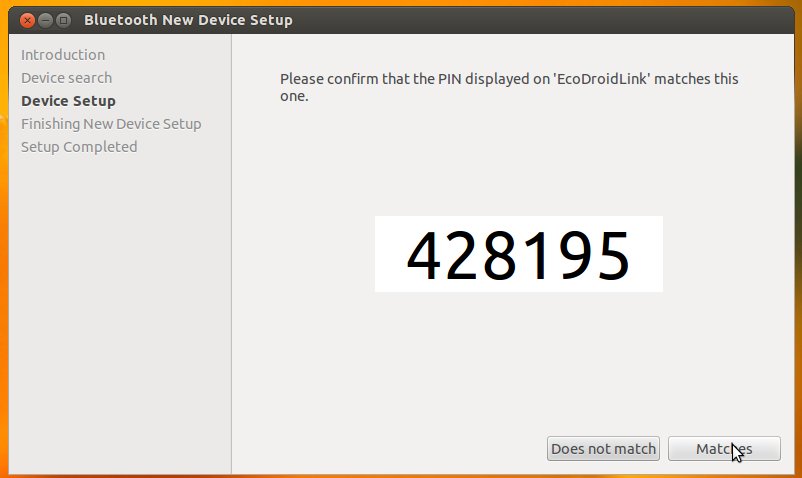 Bluetooth New Device Setup
Introduction
Device search
Device Setup
Finishing New Device Setup
Setup Completed
Please confirm that the PIN displayed on 'EcoDroidLink' matches this
one.
428195
Does not match
Matches